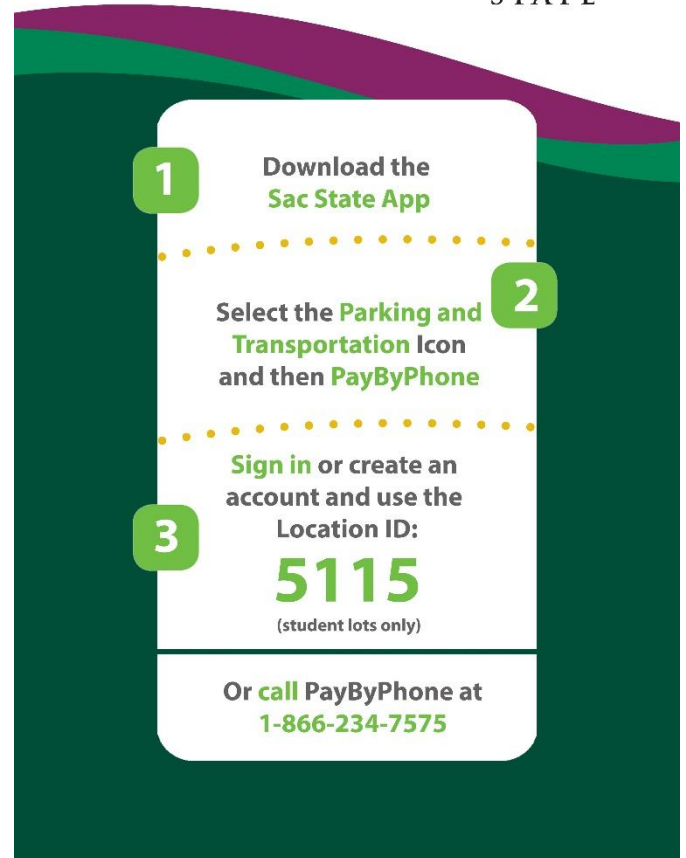 STATE
1
Download the
Sac State App
2
Select the Parking and
Transportation Icon
and then PayByPhone
3
Sign in or create an
account and use the
Location ID:
5115
(student lots only)
Or call PayByPhone at
1-866-234-7575